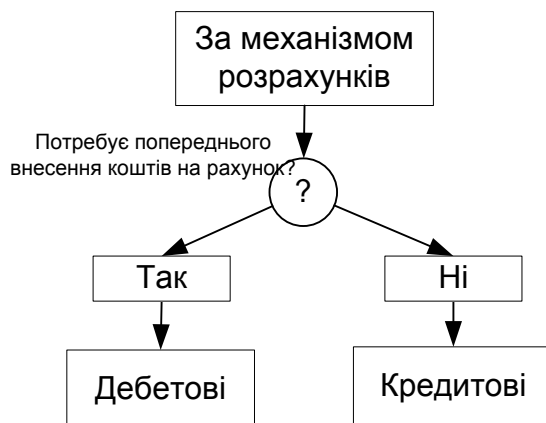 За механізмом
розрахунків
Потребує попереднього
внесення коштів на рахунок?
?
Так
Ні
Дебетові
Кредитові